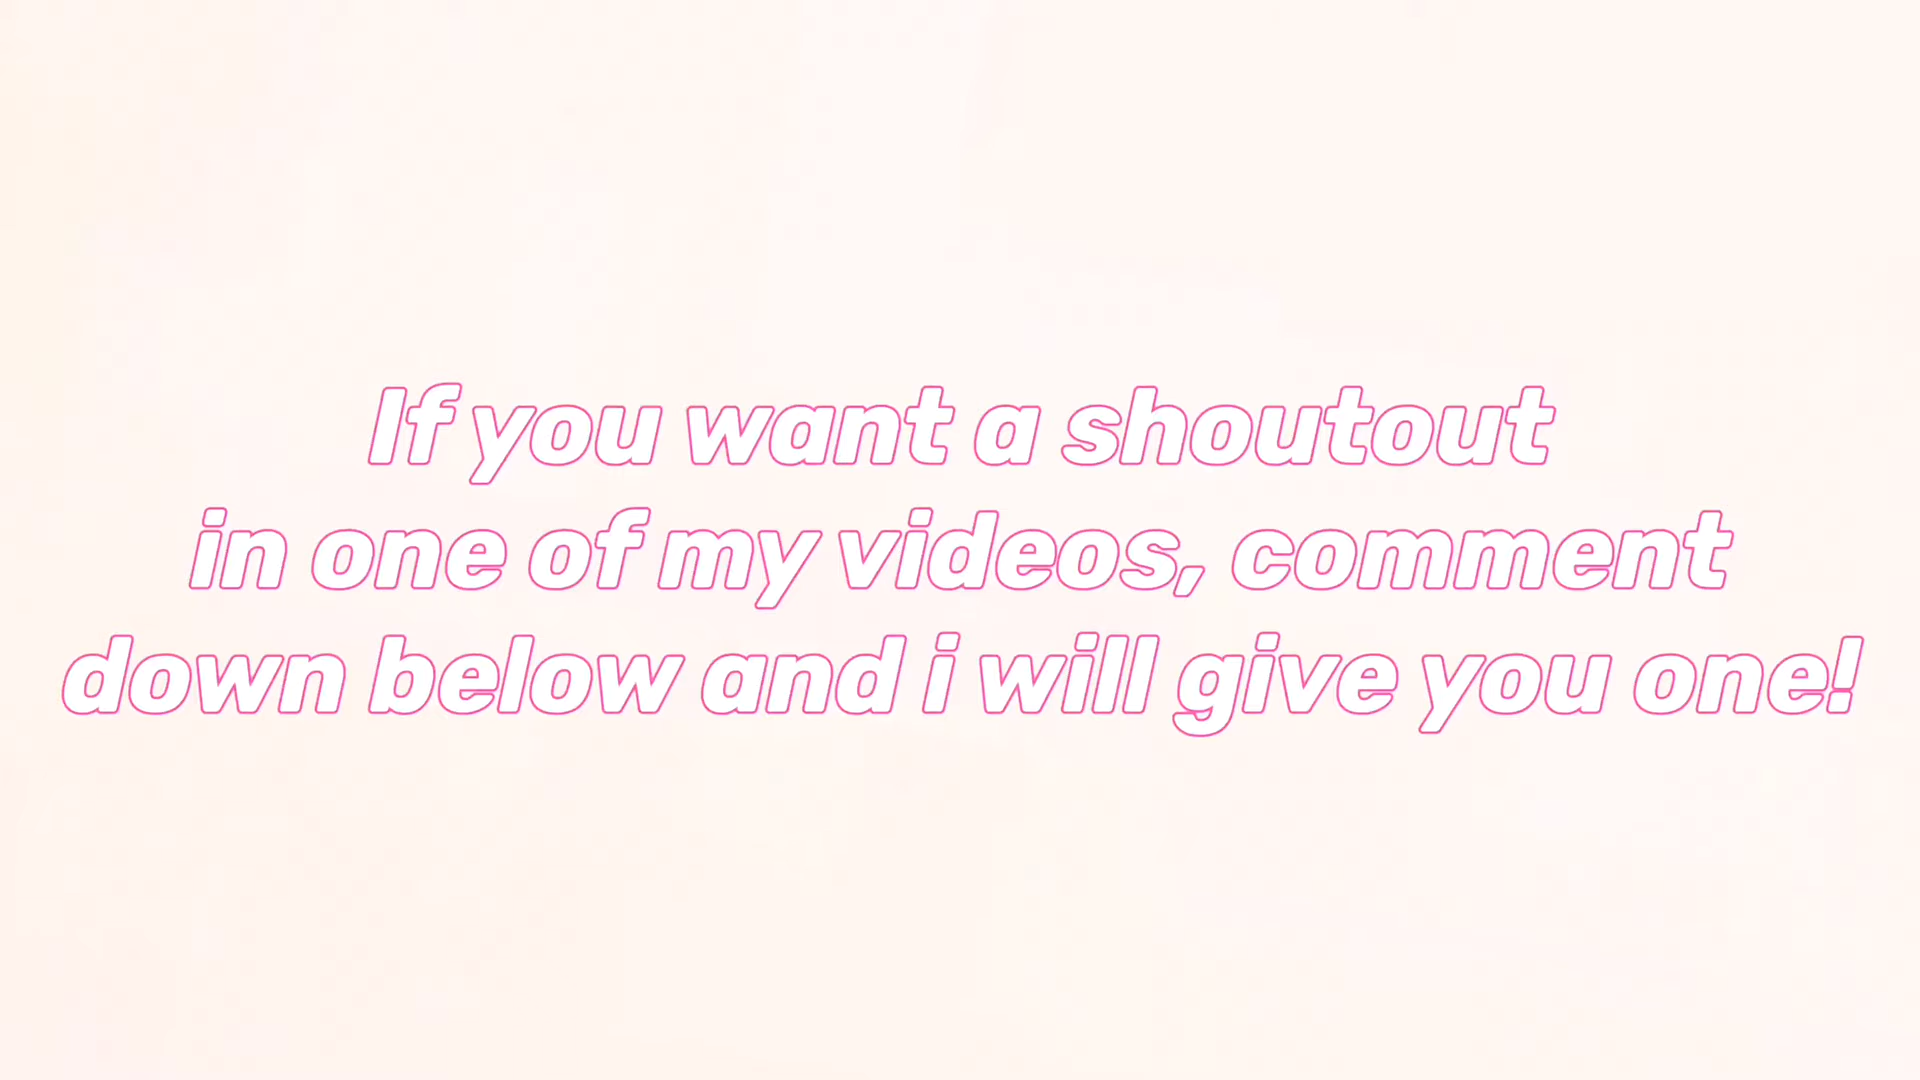 If you want a shoutout
in one of my videos, comment
down below and i will give you one!